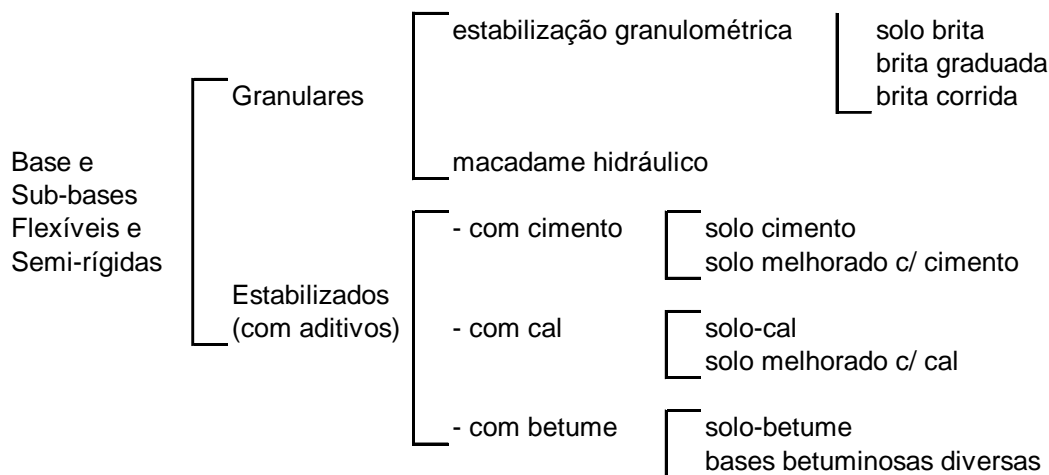 estabilização granulométrica
solo brita
brita graduada
brita corrida
Granulares
macadame hidráulico
Base e
Sub-bases
Flexíveis e
Semi-rígidas
- com cimento
solo cimento
solo melhorado c/ cimento
Estabilizados
(com aditivos)
- com cal
solo-cal
solo melhorado c/ cal
- com betume
solo-betume
bases betuminosas diversas